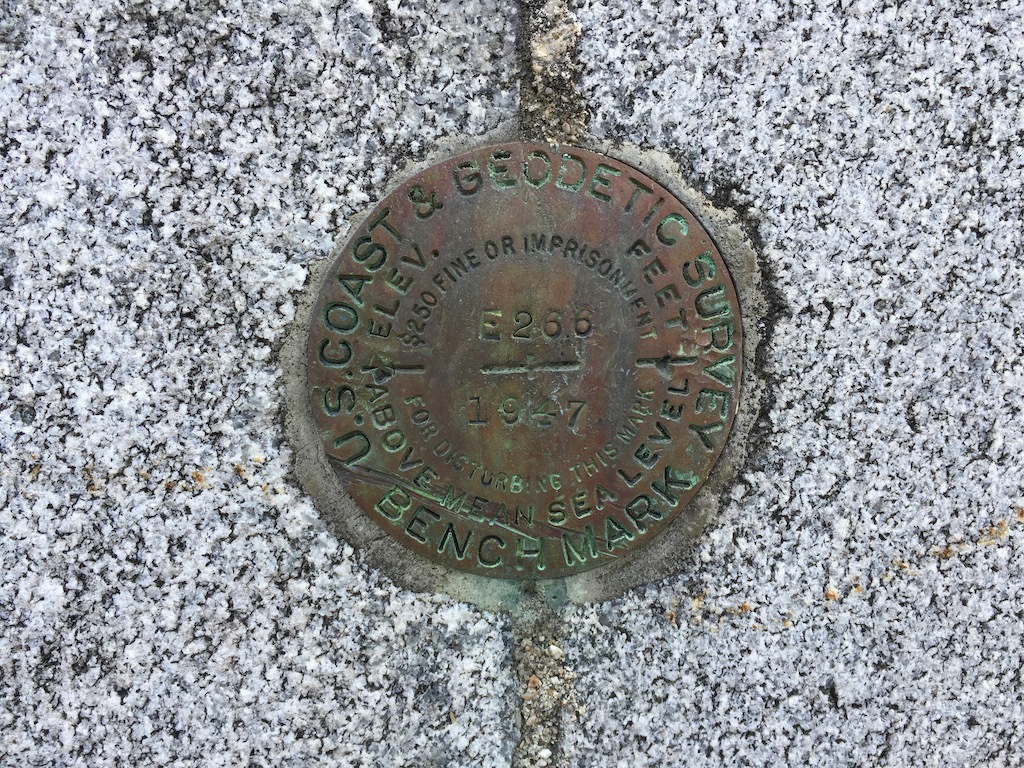 U.S. COAST & GEODETIC SURVEY
ELEV. FEET
$250 FINE OR IMPRISONMENT
E 266
1947
FOR DISTURBING THIS MARK
ABOVE MEAN SEA LEVEL
BENCH MARK